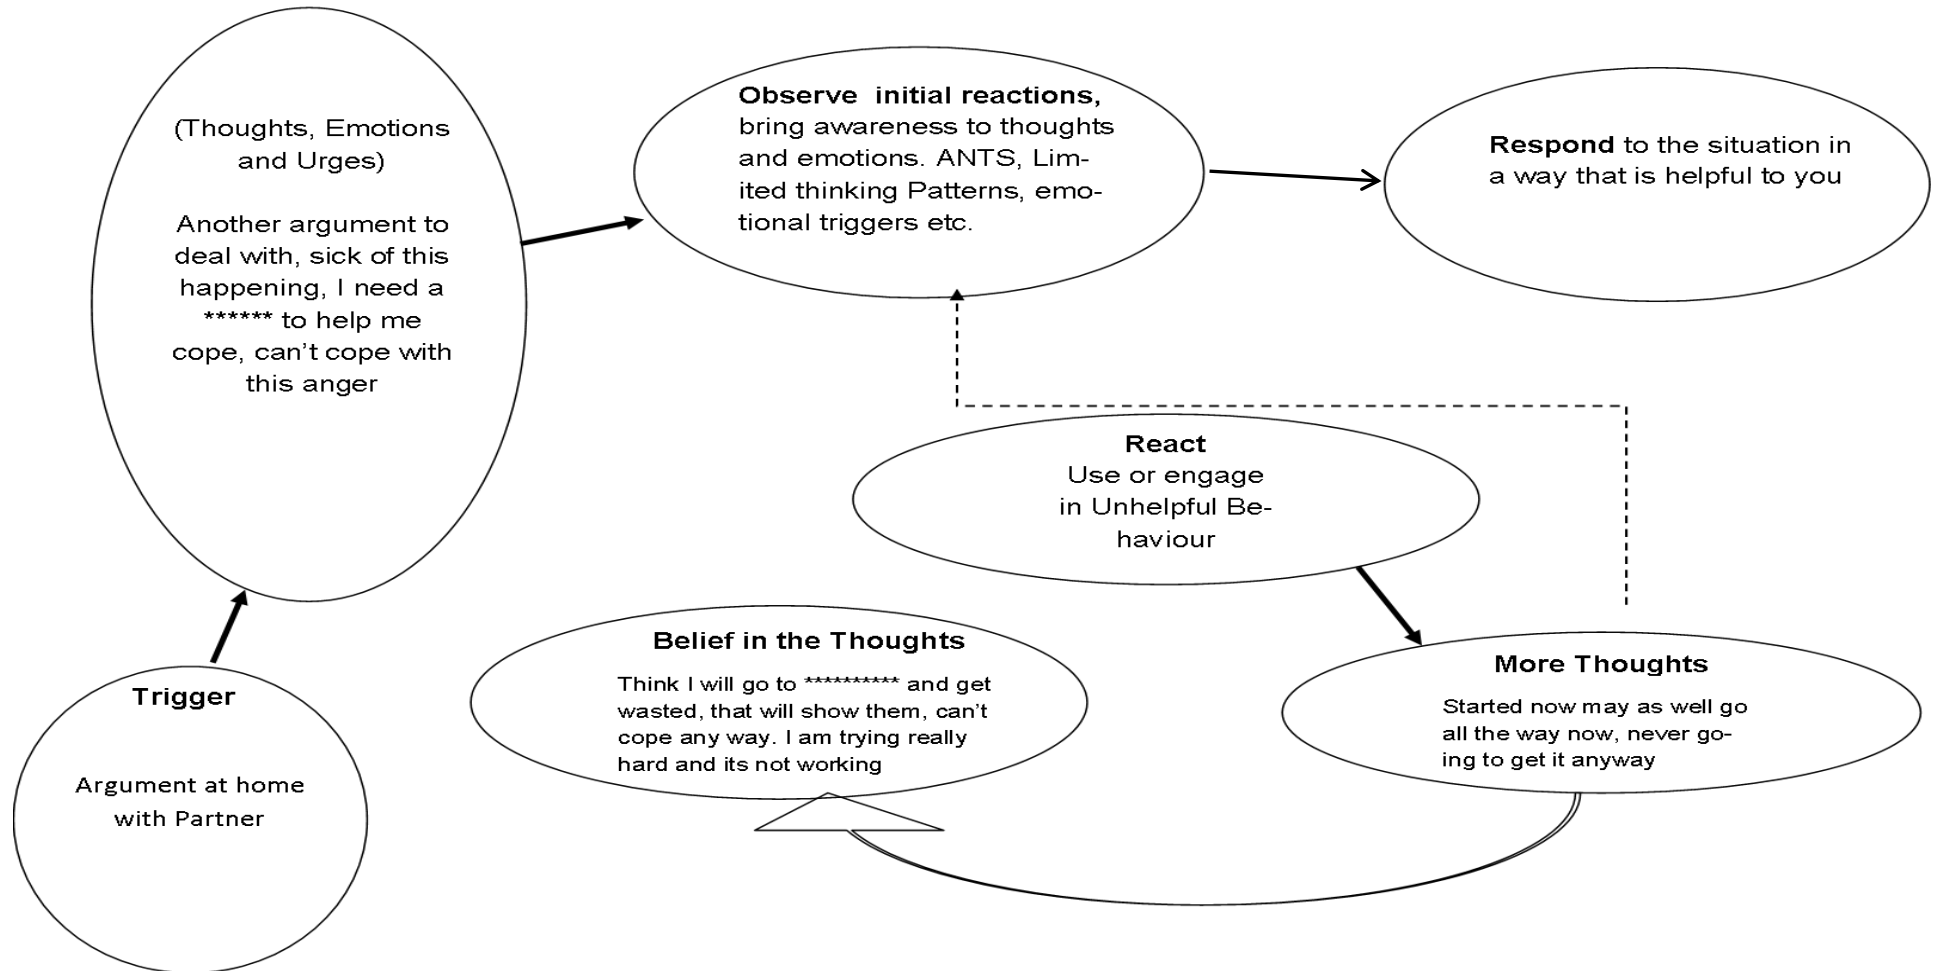 (Thoughts, Emotions
and Urges)
Another argument to
deal with, sick of this
happening, I need a
****** to help me
cope, can't cope with
this anger
Observe  initial reactions,
bring awareness to thoughts
and emotions. ANTS, Lim-
ited thinking Patterns, emo-
tional triggers etc.
Respond to the situation in
a way that is helpful to you
React
Use or engage
in Unhelpful Be-
haviour
Belief in the Thoughts
Think I will go to ********** and get
wasted, that will show them, can't
cope any way. I am trying really
hard and its not working
More Thoughts
Started now may as well go
all the way now, never go-
ing to get it anyway
Trigger
Argument at home
with Partner